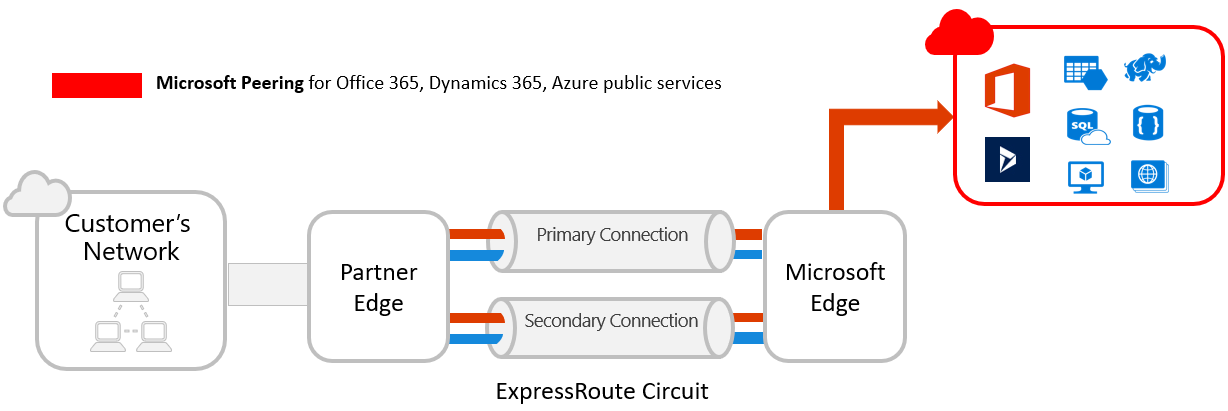 Microsoft Peering for Office 365, Dynamics 365, Azure public services
Customer's
Network
Partner
Edge
Primary Connection
Secondary Connection
Microsoft
Edge
SQL
{ }
ExpressRoute Circuit